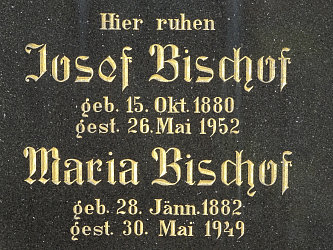 Hier ruhen
Josef Bischof
geb. 15. Okt. 1880
gest. 26. Mai 1952
Maria Bischof
geb. 28. Jänn. 1882
gest. 30. Mai 1949